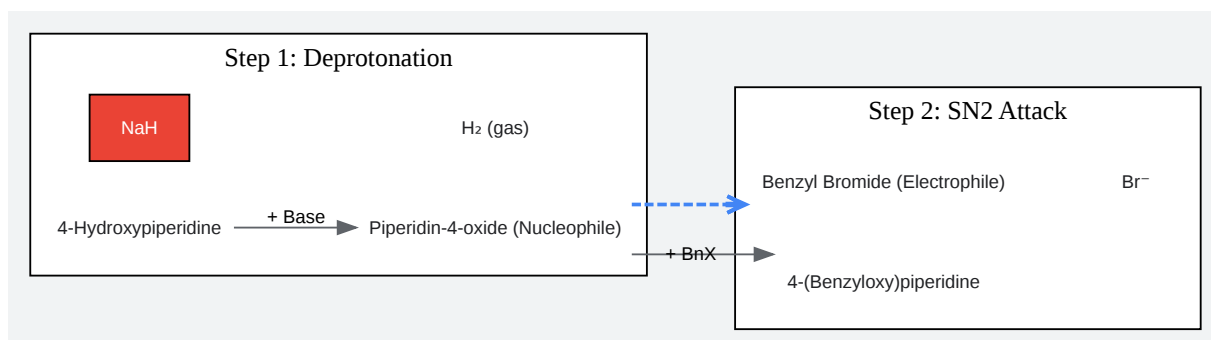 Step 1: Deprotonation
NaH
H₂ (gas)
4-Hydroxypiperidine
+ Base
Piperidin-4-oxide (Nucleophile)
+ BnX
Step 2: SN2 Attack
Benzyl Bromide (Electrophile)
Br⁻
4-(Benzyloxy)piperidine